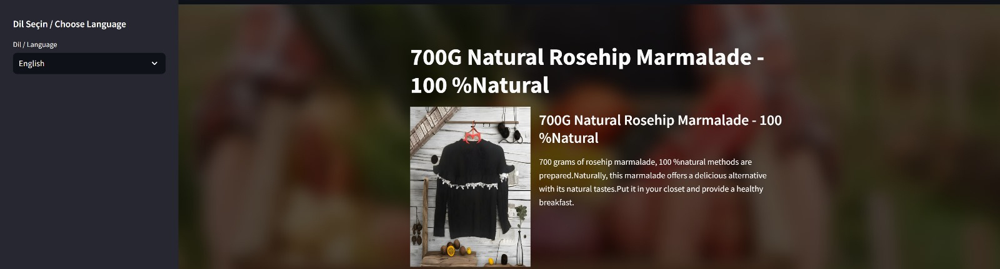 Dil Seçin / Choose Language
Dil / Language
English
700G Natural Rosehip Marmalade -
100 %Natural
700G Natural Rosehip Marmalade - 100
%Natural
700 grams of rosehip marmalade, 100 %natural methods are
prepared.Naturally, this marmalade offers a delicious alternative
with its natural tastes.Put it in your closet and provide a healthy
breakfast.